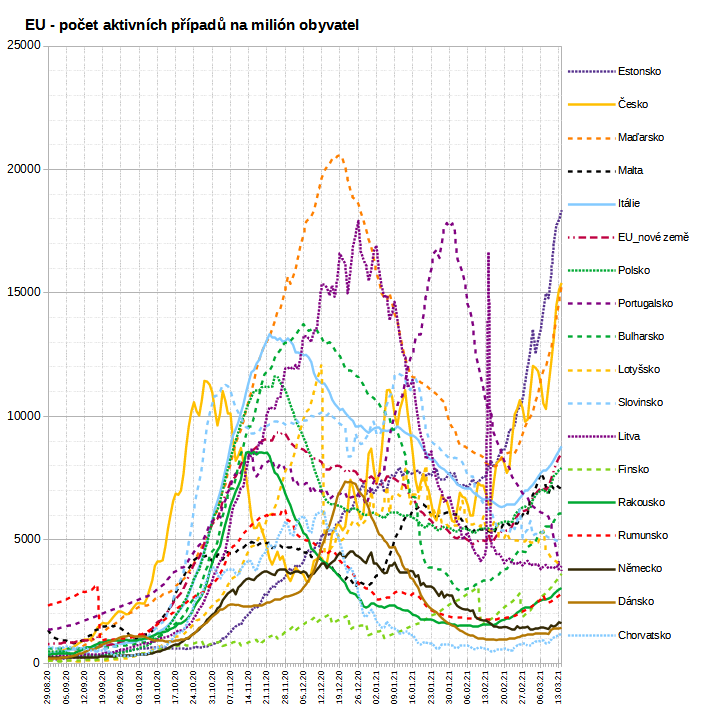 EU - počet aktivních případů na milión obyvatel
25000
20000
15000
10000
5000
0
29.08.20
05.09.20
12.09.20
19.09.20
26.09.20
03.10.20
10.10.20
17.10.20
24.10.20
31.10.20
07.11.20
14.11.20
21.11.20
28.11.20
05.12.20
12.12.20
19.12.20
26.12.20
02.01.21
09.01.21
16.01.21
23.01.21
30.01.21
06.02.21
13.02.21
20.02.21
27.02.21
06.03.21
13.03.21
Estonsko
Česko
Maďarsko
Malta
Itálie
EU_nové země
Polsko
Portugalsko
Bulharsko
Lotyšsko
Slovinsko
Litva
Finsko
Rakousko
Rumunsko
Německo
Dánsko
Chorvatsko